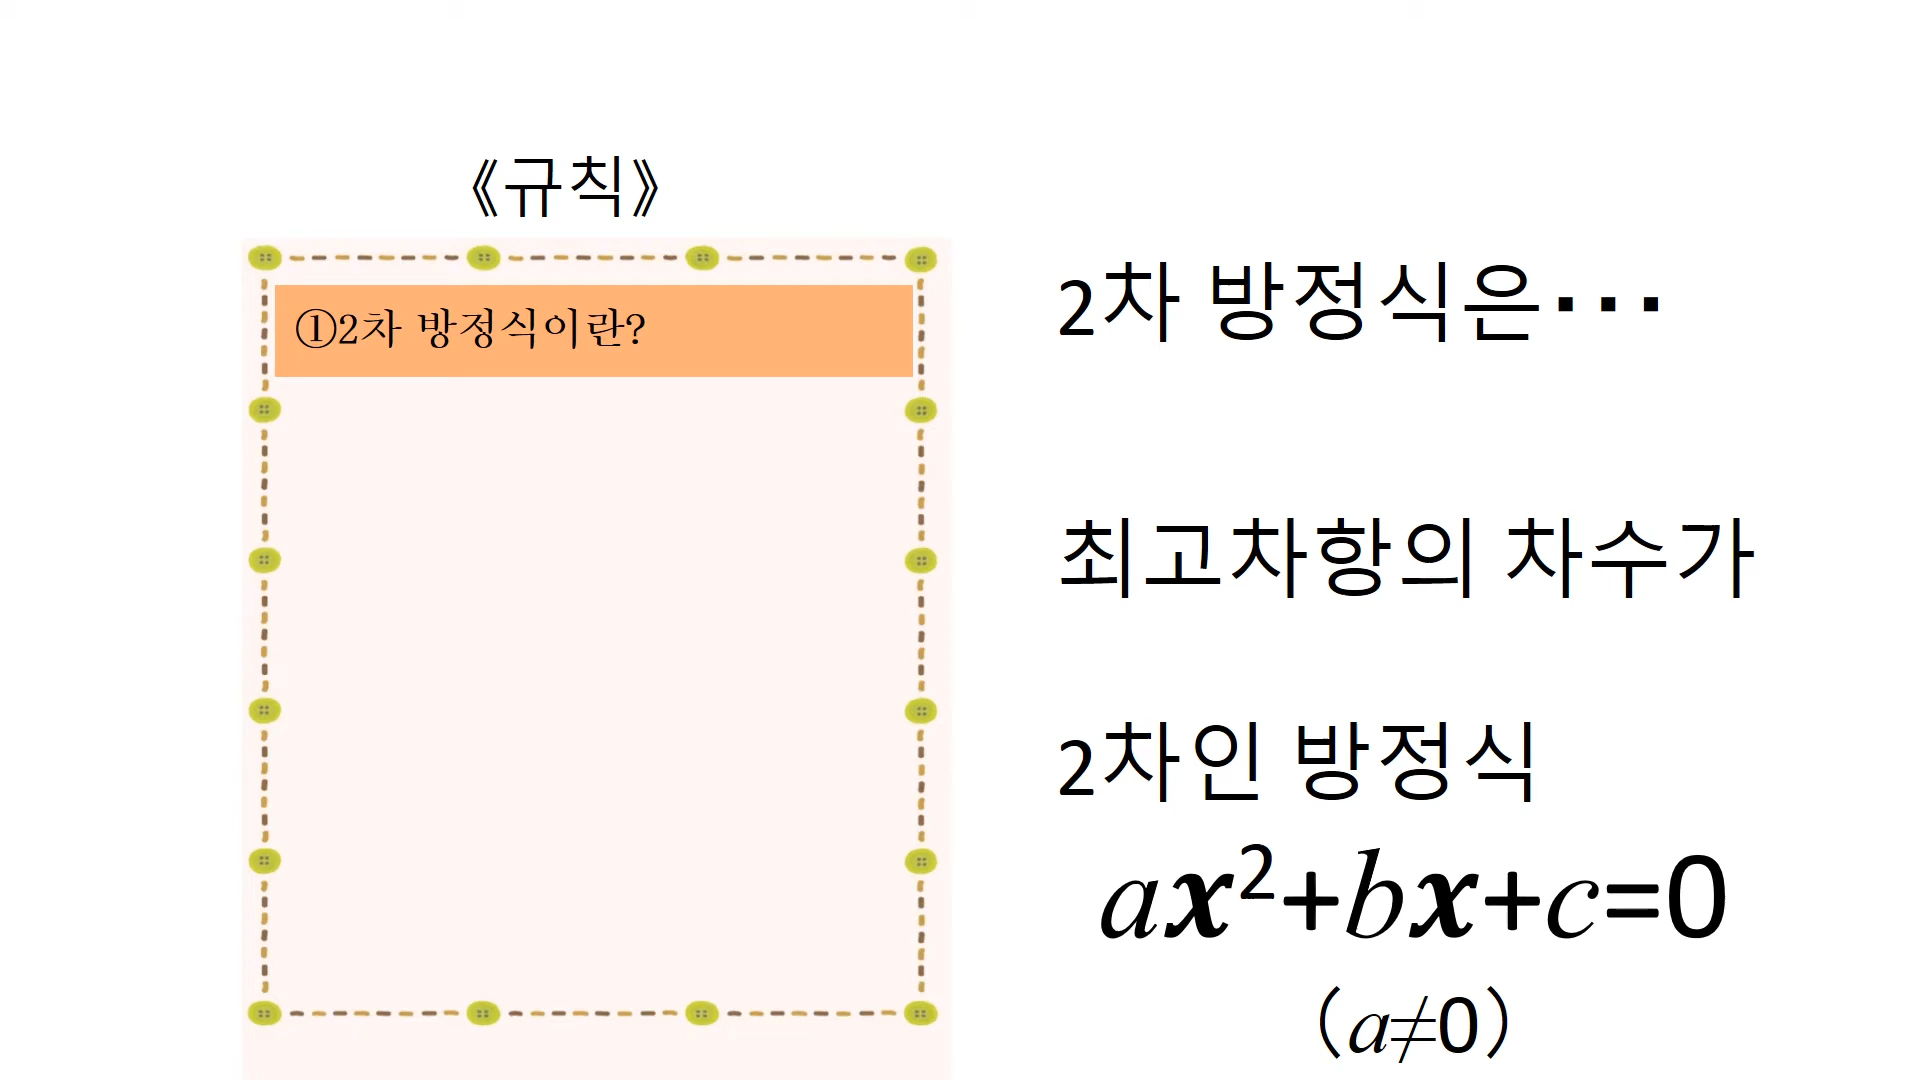 《규칙》
①2차 방정식이란?
2차 방정식은･･･
최고차항의 차수가
2차인 방정식
ax²+bx+c=0
（a≠0）